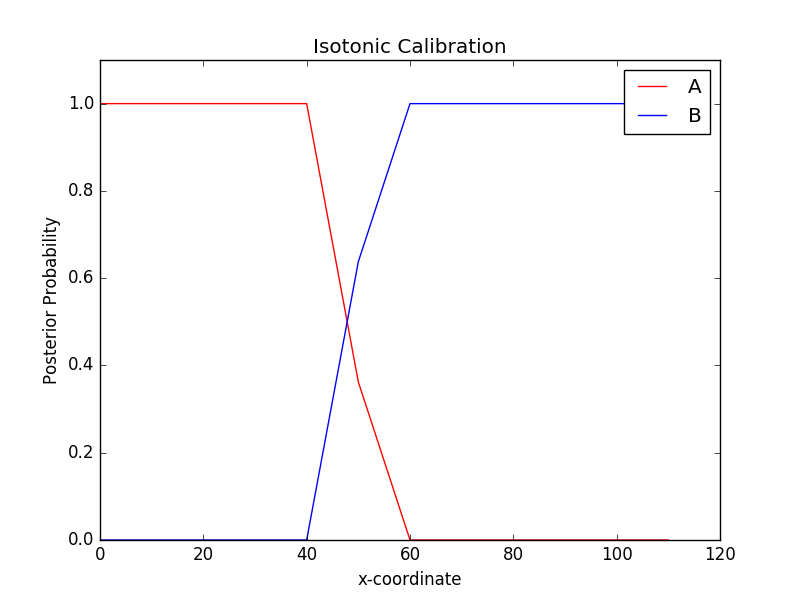 Isotonic Calibration
A
B
Posterior Probability
1.0
0.8
0.6
0.4
0.2
0.0
0 20 40 60 80 100 120
x-coordinate